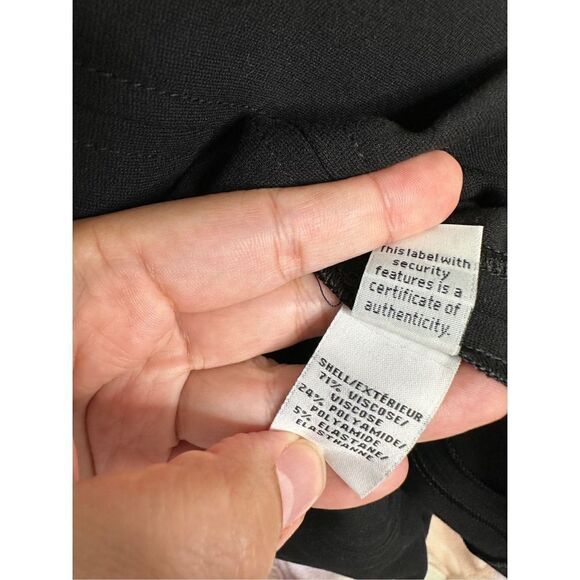 This label with
security
features is a
certificate of
authenticity.
SHELL/EXTÉRIEUR
71% VISCOSE/
VISCOSE
24% POLYAMIDE/
POLYAMIDE
5% ELASTANE/
ELASTHANNE